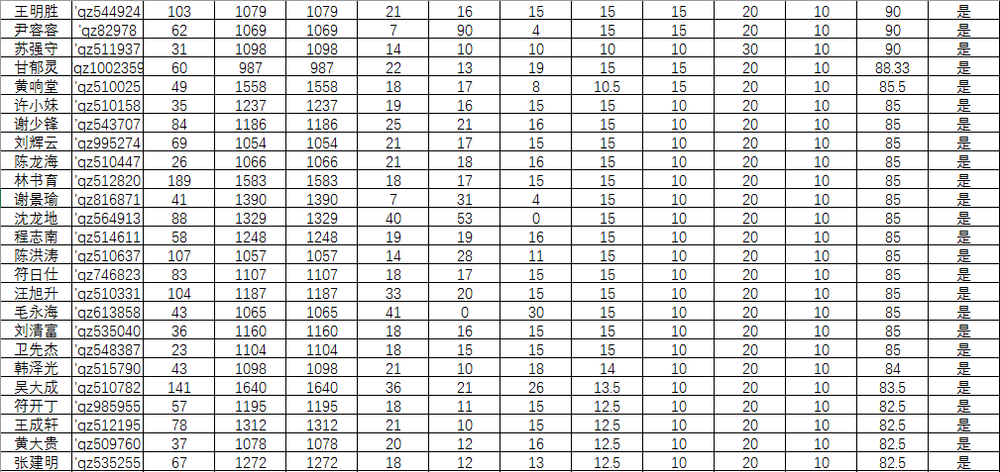 王明胜 'qz544924 103 1079 1079 21 16 15 15 15 20 10 90 是
尹容容 'qz82978 62 1069 1069 7 90 4 15 15 20 10 90 是
苏强守 'qz511937 31 1098 1098 14 10 10 10 10 30 10 90 是
甘郁灵 qz1002359 60 987 987 22 13 19 15 15 20 10 88.33 是
黄响堂 'qz510025 49 1558 1558 18 17 8 10.5 15 20 10 85.5 是
许小妹 'qz510158 35 1237 1237 19 16 15 15 10 20 10 85 是
谢少锋 'qz543707 84 1186 1186 25 21 16 15 10 20 10 85 是
刘辉云 'qz995274 69 1054 1054 21 17 15 15 10 20 10 85 是
陈龙海 'qz510447 26 1066 1066 21 18 16 15 10 20 10 85 是
林书育 'qz512820 189 1583 1583 18 17 15 15 10 20 10 85 是
谢景瑜 'qz816871 41 1390 1390 7 31 4 15 10 20 10 85 是
沈龙地 'qz564913 88 1329 1329 40 53 0 15 10 20 10 85 是
程志南 'qz514611 58 1248 1248 19 19 16 15 10 20 10 85 是
陈洪涛 'qz510637 107 1057 1057 14 28 11 15 10 20 10 85 是
符日仕 'qz746823 83 1107 1107 18 17 15 15 10 20 10 85 是
汪旭升 'qz510331 104 1187 1187 33 20 15 15 10 20 10 85 是
毛永海 'qz613858 43 1065 1065 41 0 30 15 10 20 10 85 是
刘清富 'qz535040 36 1160 1160 18 16 15 15 10 20 10 85 是
卫先杰 'qz548387 23 1104 1104 18 15 15 15 10 20 10 85 是
韩泽光 'qz515790 43 1098 1098 21 10 18 14 10 20 10 84 是
吴大成 'qz510782 141 1640 1640 36 21 26 13.5 10 20 10 83.5 是
符开丁 'qz985955 57 1195 1195 18 11 15 12.5 10 20 10 82.5 是
王成轩 'qz512195 78 1312 1312 21 10 15 12.5 10 20 10 82.5 是
黄大贵 'qz509760 37 1078 1078 20 12 16 12.5 10 20 10 82.5 是
张建明 'qz535255 67 1272 1272 18 12 13 12.5 10 20 10 82.5 是